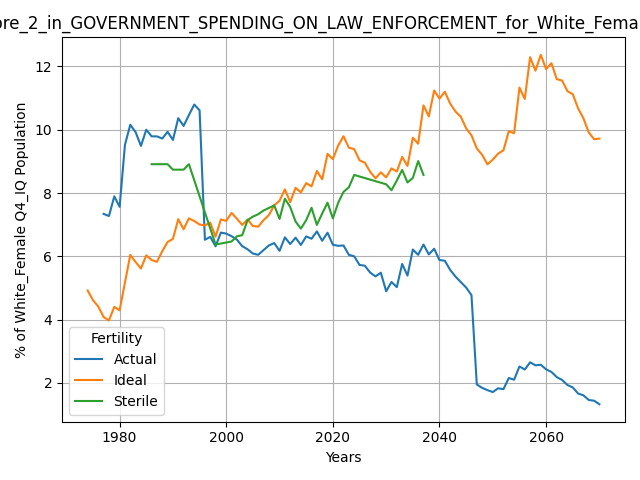 ore_2_in_GOVERNMENT_SPENDING_ON_LAW_ENFORCEMENT_for_White_Fema
% of White_Female Q4_IQ Population
12
10
8
6
4
2
Fertility
Actual
Ideal
Sterile
1980 2000 2020 2040 2060
Years